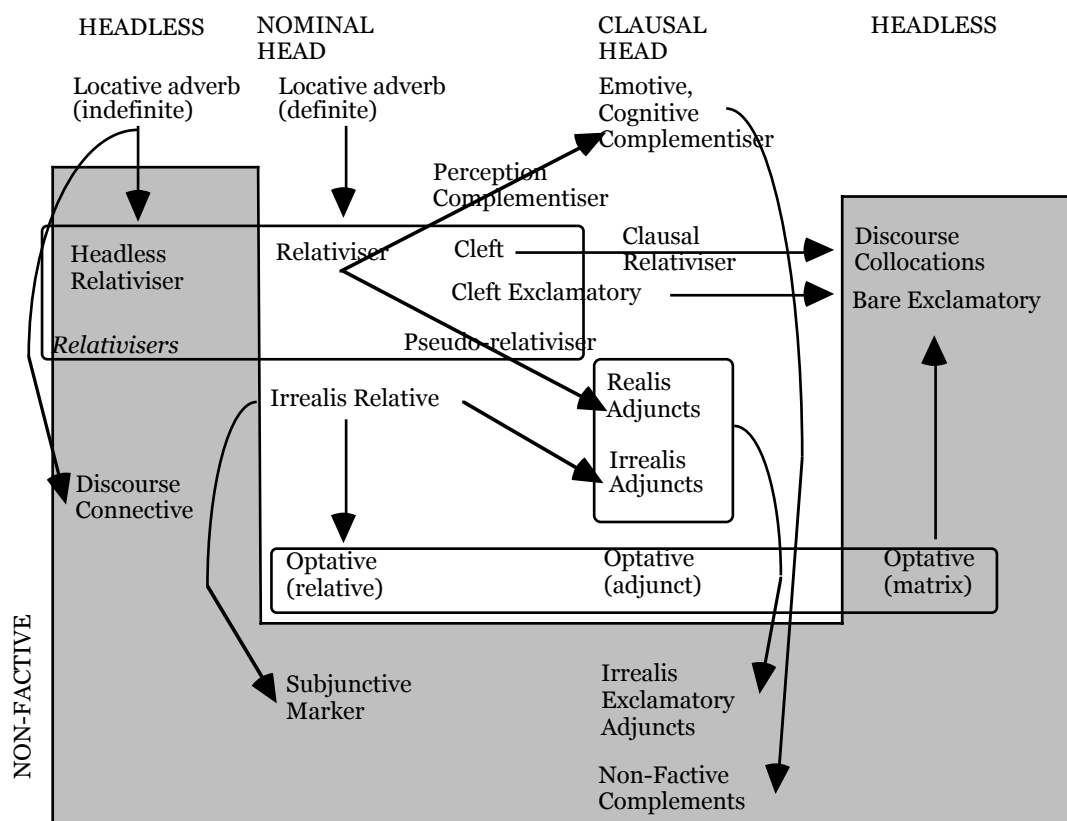 HEADLESS
NOMINAL
HEAD
CLAUSAL
HEAD
HEADLESS
Locative adverb
(indefinite)
Locative adverb
(definite)
Emotive,
Cognitive
Complementiser
Perception
Complementiser
Headless
Relativiser
Relativiser
Cleft
Clausal
Relativiser
Discourse
Collocations
Cleft Exclamatory
Bare Exclamatory
Relativisers
Pseudo-relativiser
Irrealis Relative
Realis
Adjuncts
Irrealis
Adjuncts
Discourse
Connective
Optative
(relative)
Optative
(adjunct)
Optative
(matrix)
NON-FACTIVE
Subjunctive
Marker
Irrealis
Exclamatory
Adjuncts
Non-Factive
Complements